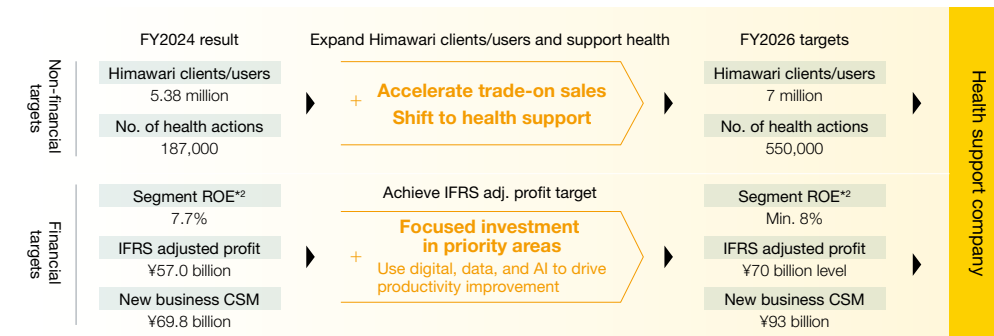 FY2024 result
Expand Himawari clients/users and support health
FY2026 targets
Non-financial
targets
Himawari clients/users
5.38 million
No. of health actions
187,000
+ Accelerate trade-on sales
Shift to health support
Himawari clients/users
7 million
No. of health actions
550,000
Financial
targets
Segment ROE*2
7.7%
IFRS adjusted profit
¥57.0 billion
New business CSM
¥69.8 billion
Achieve IFRS adj. profit target
+ Focused investment
in priority areas
Use digital, data, and AI to drive
productivity improvement
Segment ROE*2
Min. 8%
IFRS adjusted profit
¥70 billion level
New business CSM
¥93 billion
Health support company